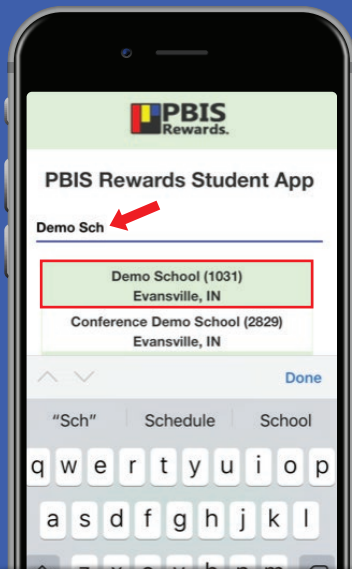 PBIS
Rewards.
PBIS Rewards Student App
Demo Sch
Demo School (1031)
Evansville, IN
Conference Demo School (2829)
Evansville, IN
Done
"Sch" Schedule School
q w e r t y u i o p
a s d f g h j k l
z x c v b n m